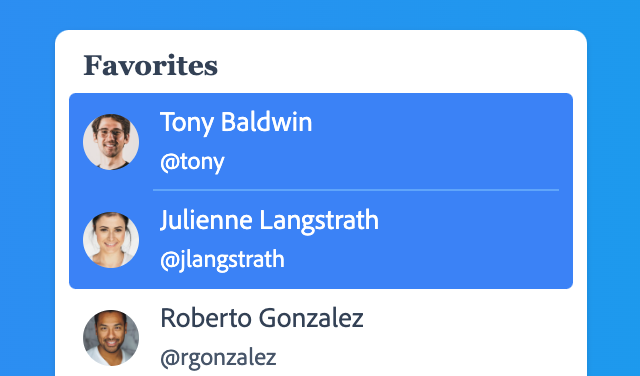 Favorites
Tony Baldwin
@tony
Julienne Langstrath
@jlangstrath
Roberto Gonzalez
@rgonzalez